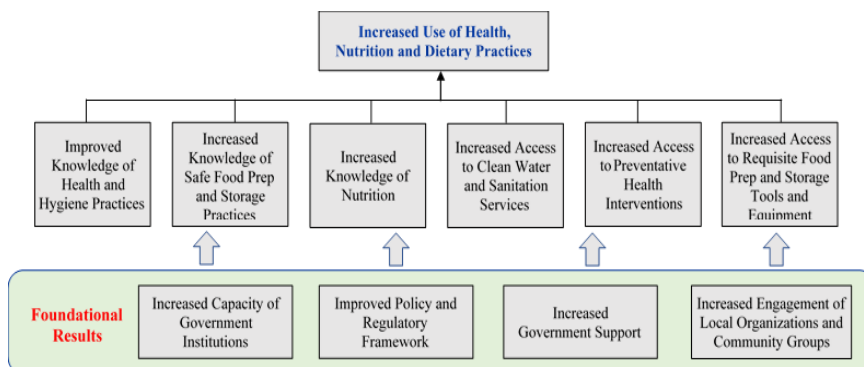 Increased Use of Health,
Nutrition and Dietary Practices
Improved
Knowledge of
Health and
Hygiene Practices
Increased
Knowledge of
Safe Food Prep
and Storage
Practices
Increased
Knowledge of
Nutrition
Increased Access
to Clean Water
and Sanitation
Services
Increased Access
to Preventative
Health
Interventions
Increased Access
to Requisite Food
Prep and Storage
Tools and
Equipment
Foundational
Results
Increased Capacity of
Government
Institutions
Improved Policy and
Regulatory
Framework
Increased
Government Support
Increased Engagement of
Local Organizations and
Community Groups